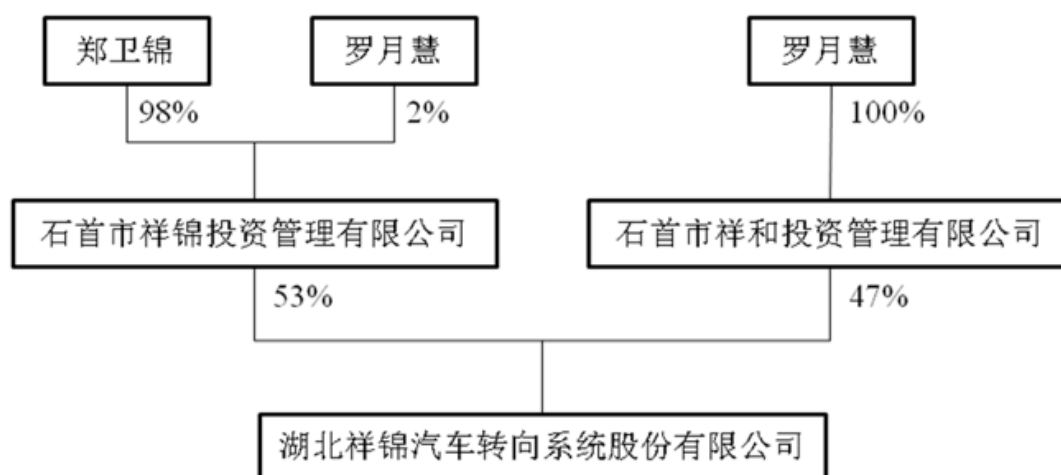 郑卫锦
罗月慧
罗月慧
98%
2%
100%
石首市祥锦投资管理有限公司
石首市祥和投资管理有限公司
53%
47%
湖北祥锦汽车转向系统股份有限公司